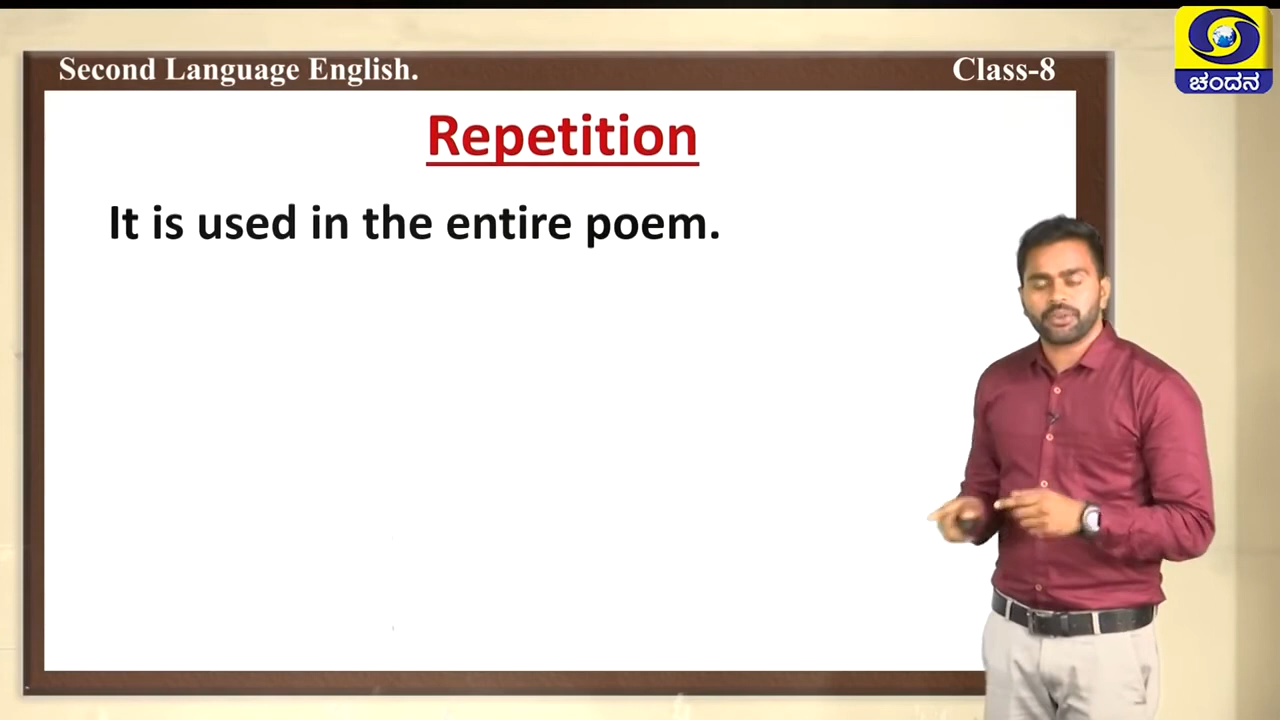 Second Language English.
Class-8
ಚಂದನ
Repetition
It is used in the entire poem.